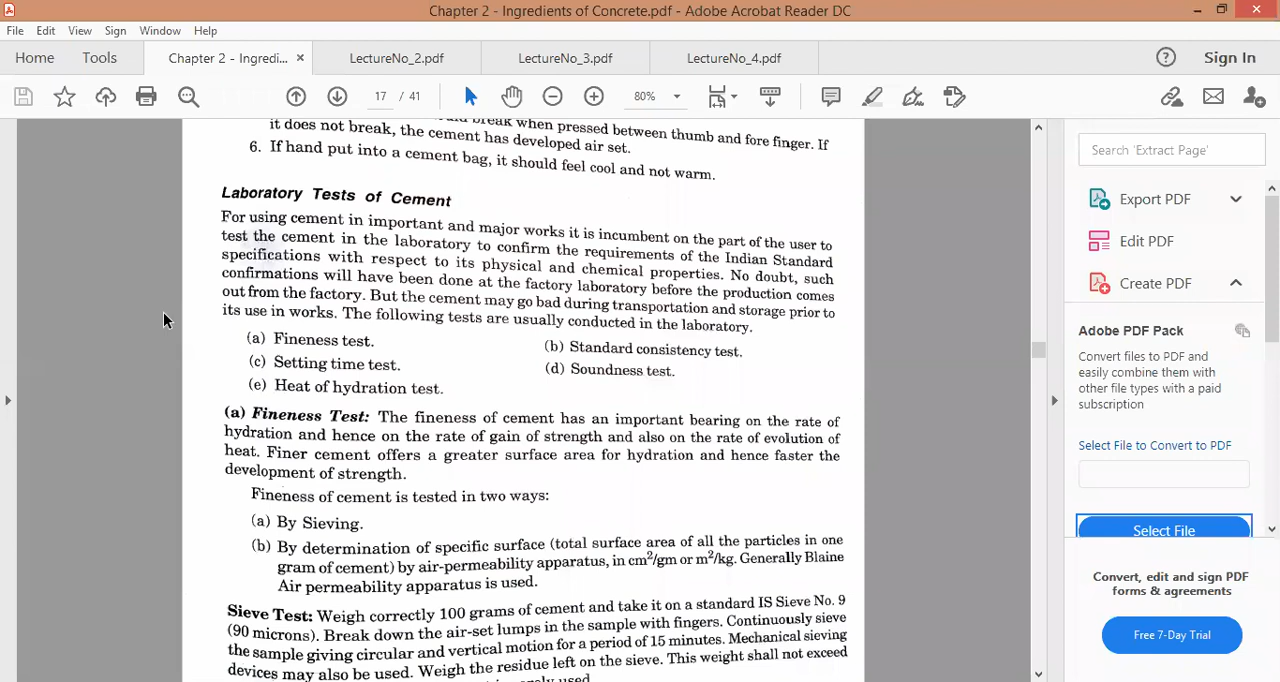 Chapter 2 - Ingredients of Concrete.pdf - Adobe Acrobat Reader DC
File Edit View Sign Window Help
Home Tools Chapter 2 - Ingredi... × LectureNo_2.pdf LectureNo_3.pdf LectureNo_4.pdf Sign In
17 / 41 80%
break when pressed between thumb and fore finger. If
it does not break, the cement has developed air set.
6. If hand put into a cement bag, it should feel cool and not warm.
Laboratory Tests of Cement
For using cement in important and major works it is incumbent on the part of the user to
test the cement in the laboratory to confirm the requirements of the Indian Standard
specifications with respect to its physical and chemical properties. No doubt, such
confirmations will have been done at the factory laboratory before the production comes
out from the factory. But the cement may go bad during transportation and storage prior to
its use in works. The following tests are usually conducted in the laboratory.
(a) Fineness test. (b) Standard consistency test.
(c) Setting time test. (d) Soundness test.
(e) Heat of hydration test.
(a) Fineness Test: The fineness of cement has an important bearing on the rate of
hydration and hence on the rate of gain of strength and also on the rate of evolution of
heat. Finer cement offers a greater surface area for hydration and hence faster the
development of strength.
Fineness of cement is tested in two ways:
(a) By Sieving.
(b) By determination of specific surface (total surface area of all the particles in one
gram of cement) by air-permeability apparatus, in cm²/gm or m²/kg. Generally Blaine
Air permeability apparatus is used.
Sieve Test: Weigh correctly 100 grams of cement and take it on a standard IS Sieve No. 9
(90 microns). Break down the air-set lumps in the sample with fingers. Continuously sieve
the sample giving circular and vertical motion for a period of 15 minutes. Mechanical sieving
devices may also be used. Weigh the residue left on the sieve. This weight shall not exceed
used
Search 'Extract Page'
Export PDF
Edit PDF
Create PDF
Adobe PDF Pack
Convert files to PDF and
easily combine them with
other file types with a paid
subscription
Select File to Convert to PDF
Select File
Convert, edit and sign PDF
forms & agreements
Free 7-Day Trial